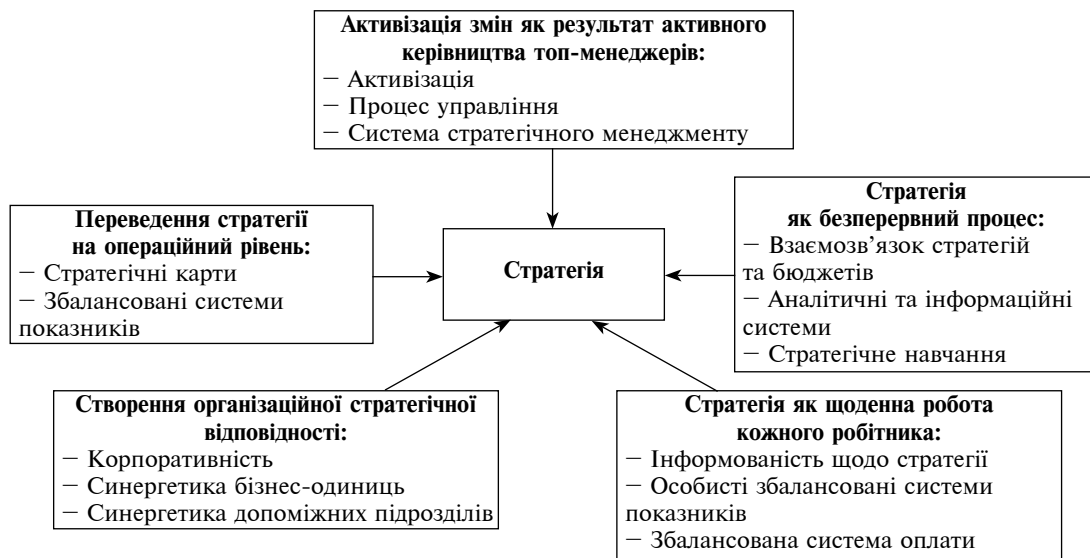 Активізація змін як результат активного
керівництва топ-менеджерів:
– Активізація
– Процес управління
– Система стратегічного менеджменту
Переведення стратегії
на операційний рівень:
– Стратегічні карти
– Збалансовані системи
показників
Стратегія
Стратегія
як безперервний процес:
– Взаємозв’язок стратегій
та бюджетів
– Аналітичні та інформаційні
системи
– Стратегічне навчання
Створення організаційної стратегічної
відповідності:
– Корпоративність
– Синергетика бізнес-одиниць
– Синергетика допоміжних підрозділів
Стратегія як щоденна робота
кожного робітника:
– Інформованість щодо стратегії
– Особисті збалансовані системи
показників
– Збалансована система оплати